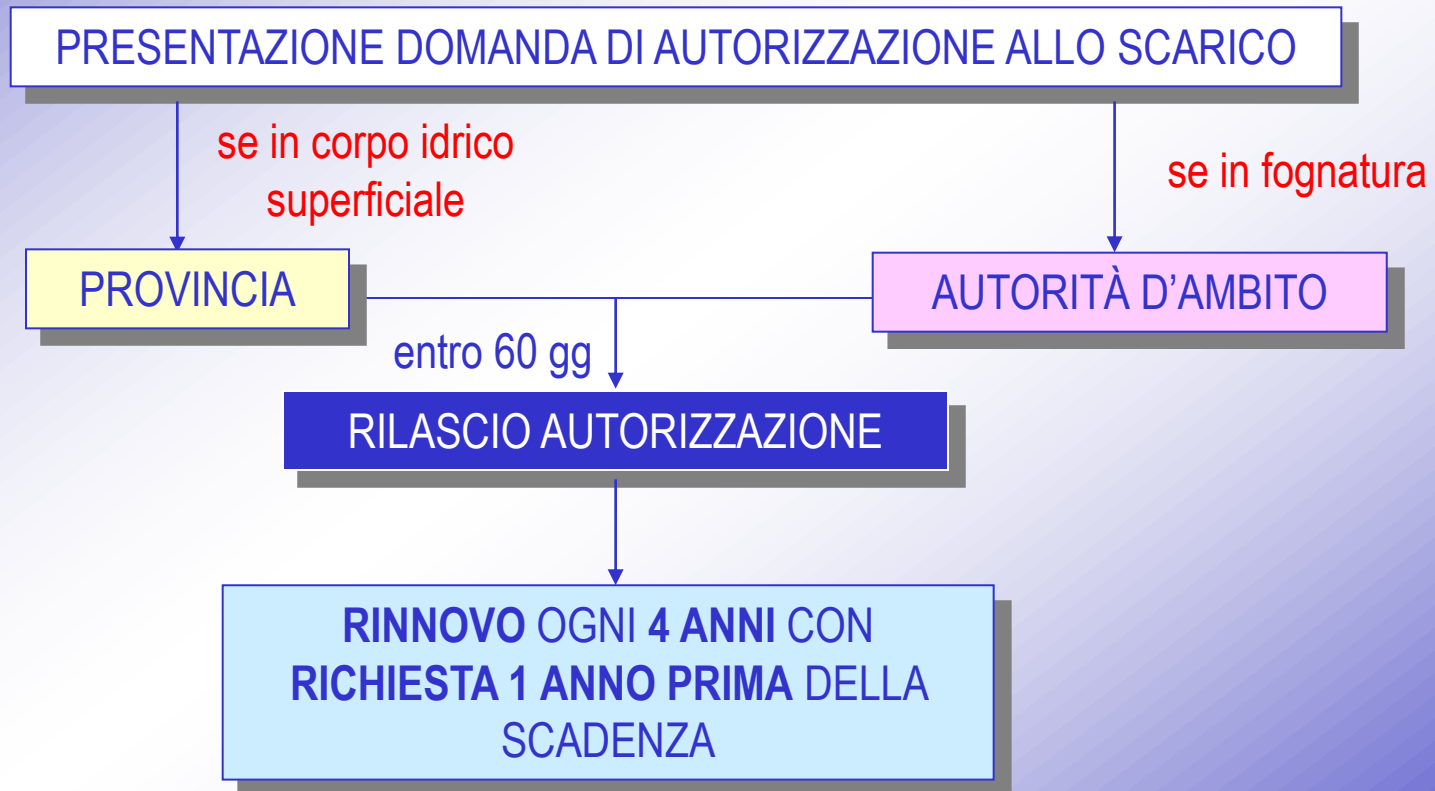 PRESENTAZIONE DOMANDA DI AUTORIZZAZIONE ALLO SCARICO
se in corpo idrico
superficiale
se in fognatura
PROVINCIA
AUTORITÀ D’AMBITO
entro 60 gg
RILASCIO AUTORIZZAZIONE
RINNOVO OGNI 4 ANNI CON
RICHIESTA 1 ANNO PRIMA DELLA
SCADENZA